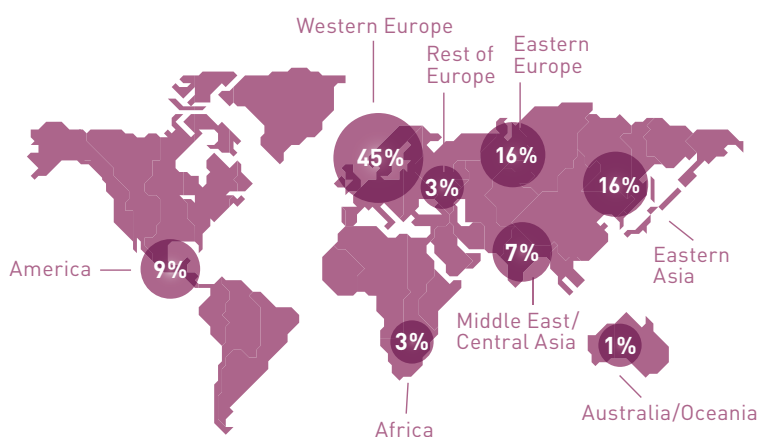 Western Europe
45%
Rest of
Europe
3%
Eastern
Europe
16%
16%
Eastern
Asia
America
9%
7%
Middle East/
Central Asia
3%
Africa
1%
Australia/Oceania